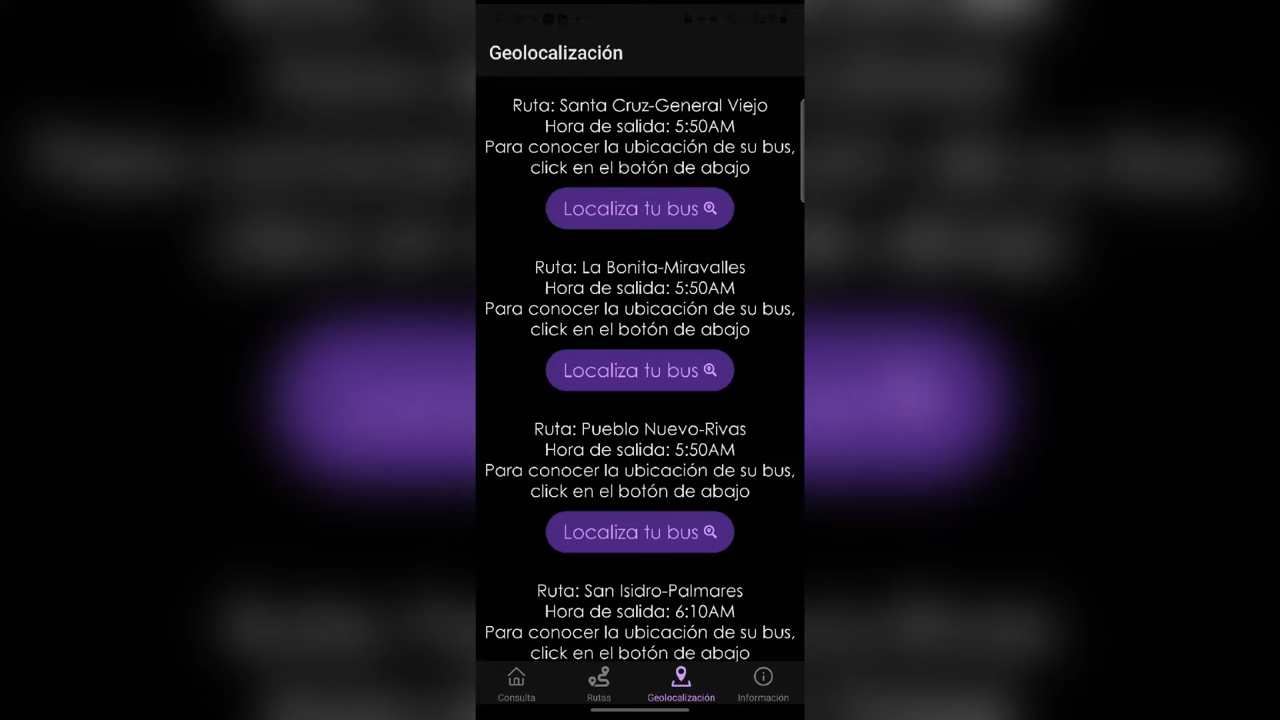 Geolocalización
Ruta: Santa Cruz-General Viejo
Hora de salida: 5:50AM
Para conocer la ubicación de su bus,
click en el botón de abajo
Localiza tu bus
Ruta: La Bonita-Miravalles
Hora de salida: 5:50AM
Para conocer la ubicación de su bus,
click en el botón de abajo
Localiza tu bus
Ruta: Pueblo Nuevo-Rivas
Hora de salida: 5:50AM
Para conocer la ubicación de su bus,
click en el botón de abajo
Localiza tu bus
Ruta: San Isidro-Palmares
Hora de salida: 6:10AM
Para conocer la ubicación de su bus,
click en el botón de abajo
Consulta Rutas Geolocalización Información